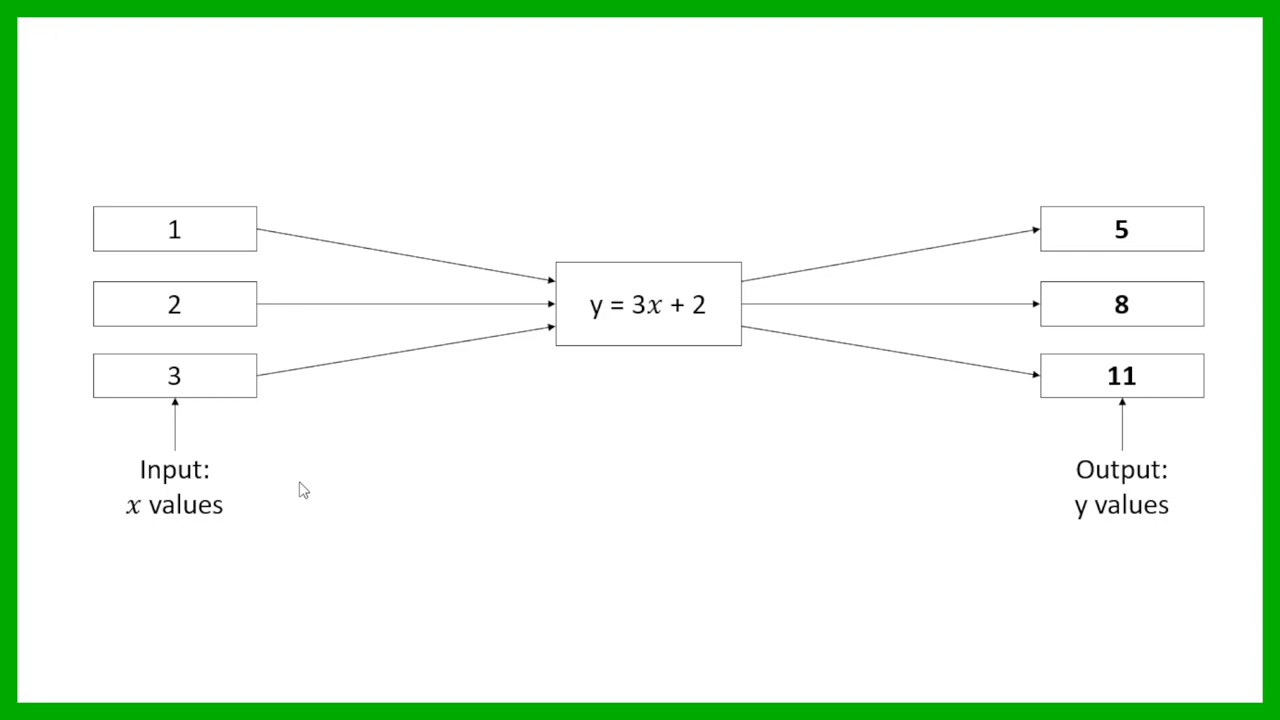 1
5
2
y = 3x + 2
8
3
11
Input:
x values
Output:
y values